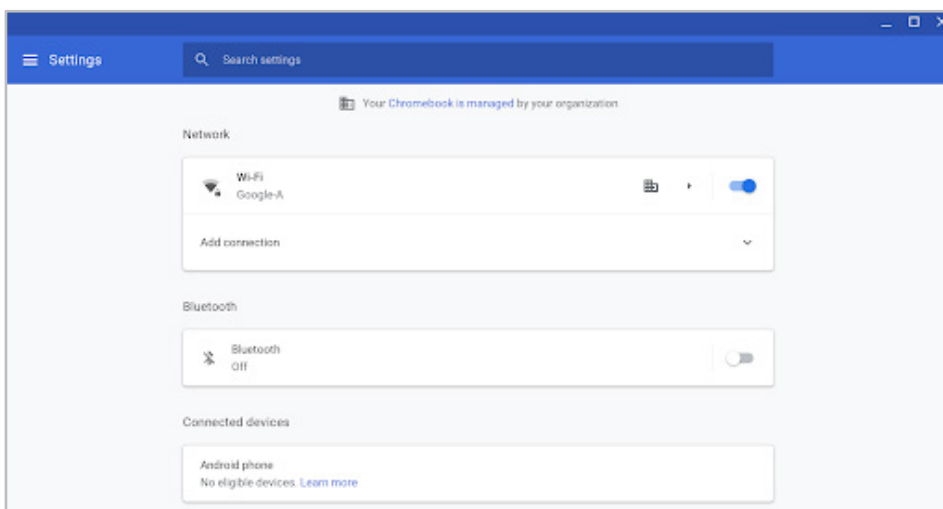 Settings
Search settings
Your Chromebook is managed by your organization
Network
Wi-Fi
Google-A
Add connection
Bluetooth
Bluetooth
Off
Connected devices
Android phone
No eligible devices. Learn more